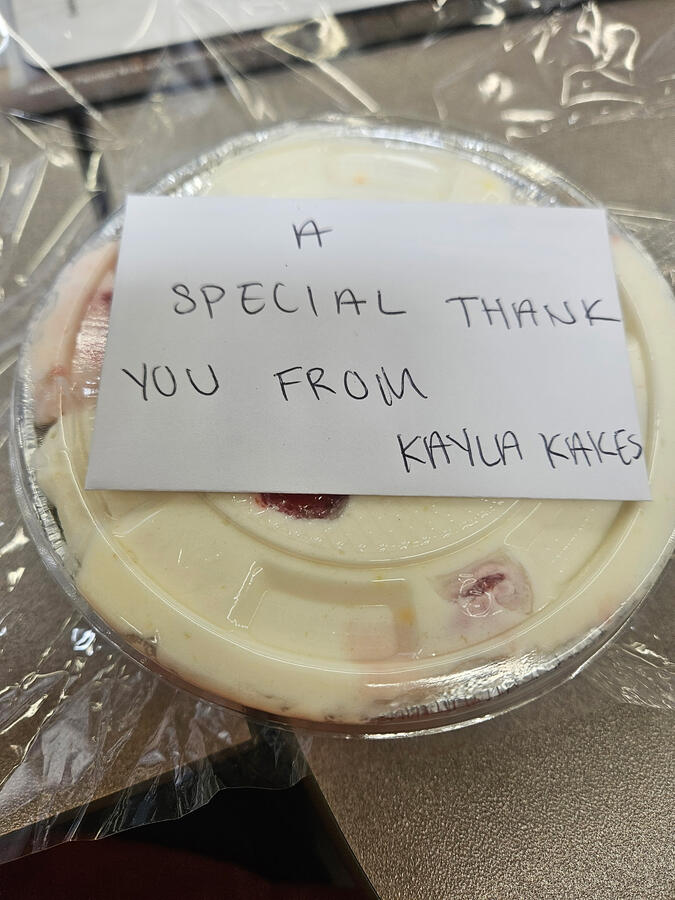 A
SPECIAL THANK
YOU FROM
KAYLA KAKES